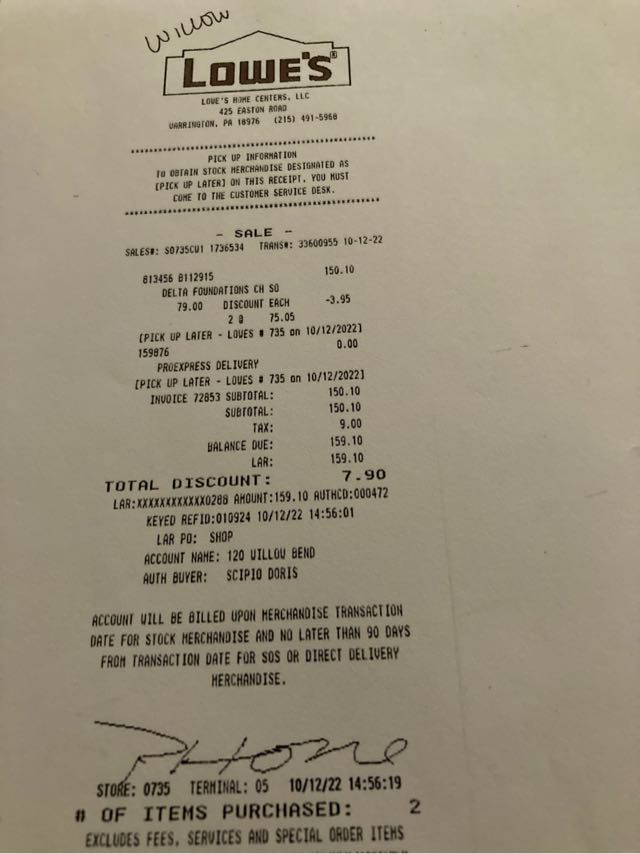 WILLOW
LOWE'S®
LOWE'S HOME CENTERS, LLC
425 EASTON ROAD
WARRINGTON, PA 18976 (215) 491-5968
PICK UP INFORMATION
TO OBTAIN STOCK MERCHANDISE DESIGNATED AS
[PICK UP LATER] ON THIS RECEIPT, YOU MUST
COME TO THE CUSTOMER SERVICE DESK.
- SALE -
SALES#: S0735CW1 1736534 TRANS#: 33600955 10-12-22
813456 B112915 150.10
DELTA FOUNDATIONS CH SO
79.00 DISCOUNT EACH -3.95
2 @ 75.05
[PICK UP LATER - LOWES # 735 on 10/12/2022]
159876 0.00
PROEXPRESS DELIVERY
[PICK UP LATER - LOWES # 735 on 10/12/2022]
INVOICE 72853 SUBTOTAL: 150.10
SUBTOTAL: 150.10
TAX: 9.00
BALANCE DUE: 159.10
LAR: 159.10
TOTAL DISCOUNT: 7.90
LAR:XXXXXXXXXXXX0288 AMOUNT:159.10 AUTHCD:000472
KEYED REFID:010924 10/12/22 14:56:01
LAR PO: SHOP
ACCOUNT NAME: 120 WILLOW BEND
AUTH BUYER: SCIPIO DORIS
ACCOUNT WILL BE BILLED UPON MERCHANDISE TRANSACTION
DATE FOR STOCK MERCHANDISE AND NO LATER THAN 90 DAYS
FROM TRANSACTION DATE FOR SOS OR DIRECT DELIVERY
MERCHANDISE.
PHONE
STORE: 0735 TERMINAL: 05 10/12/22 14:56:19
# OF ITEMS PURCHASED: 2
EXCLUDES FEES, SERVICES AND SPECIAL ORDER ITEMS